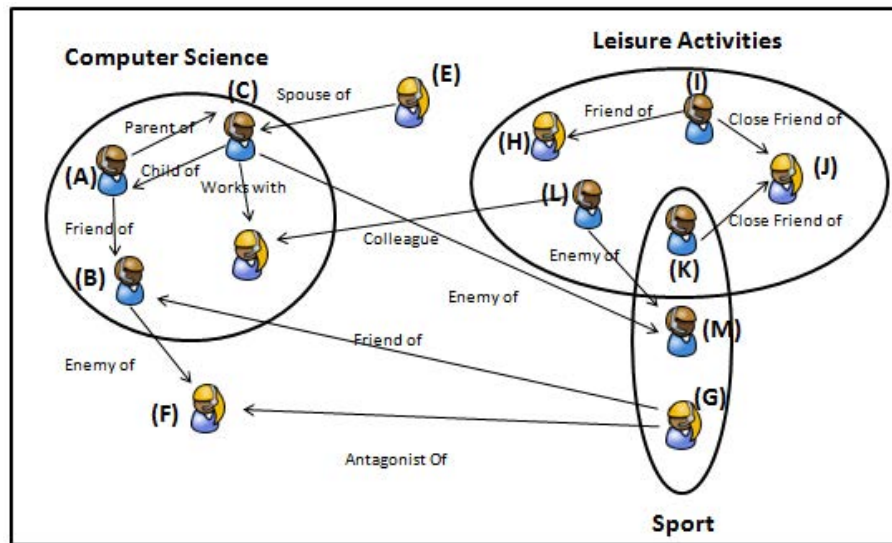 Computer Science
Leisure Activities
(C)
(E)
(I)
Spouse of
Friend of
Close Friend of
Parent of
(H)
(A)
Child of
(J)
Works with
(L)
Friend of
Colleague
Close Friend of
Enemy of
(K)
(B)
Enemy of
(M)
Friend of
Enemy of
(G)
(F)
Antagonist Of
Sport